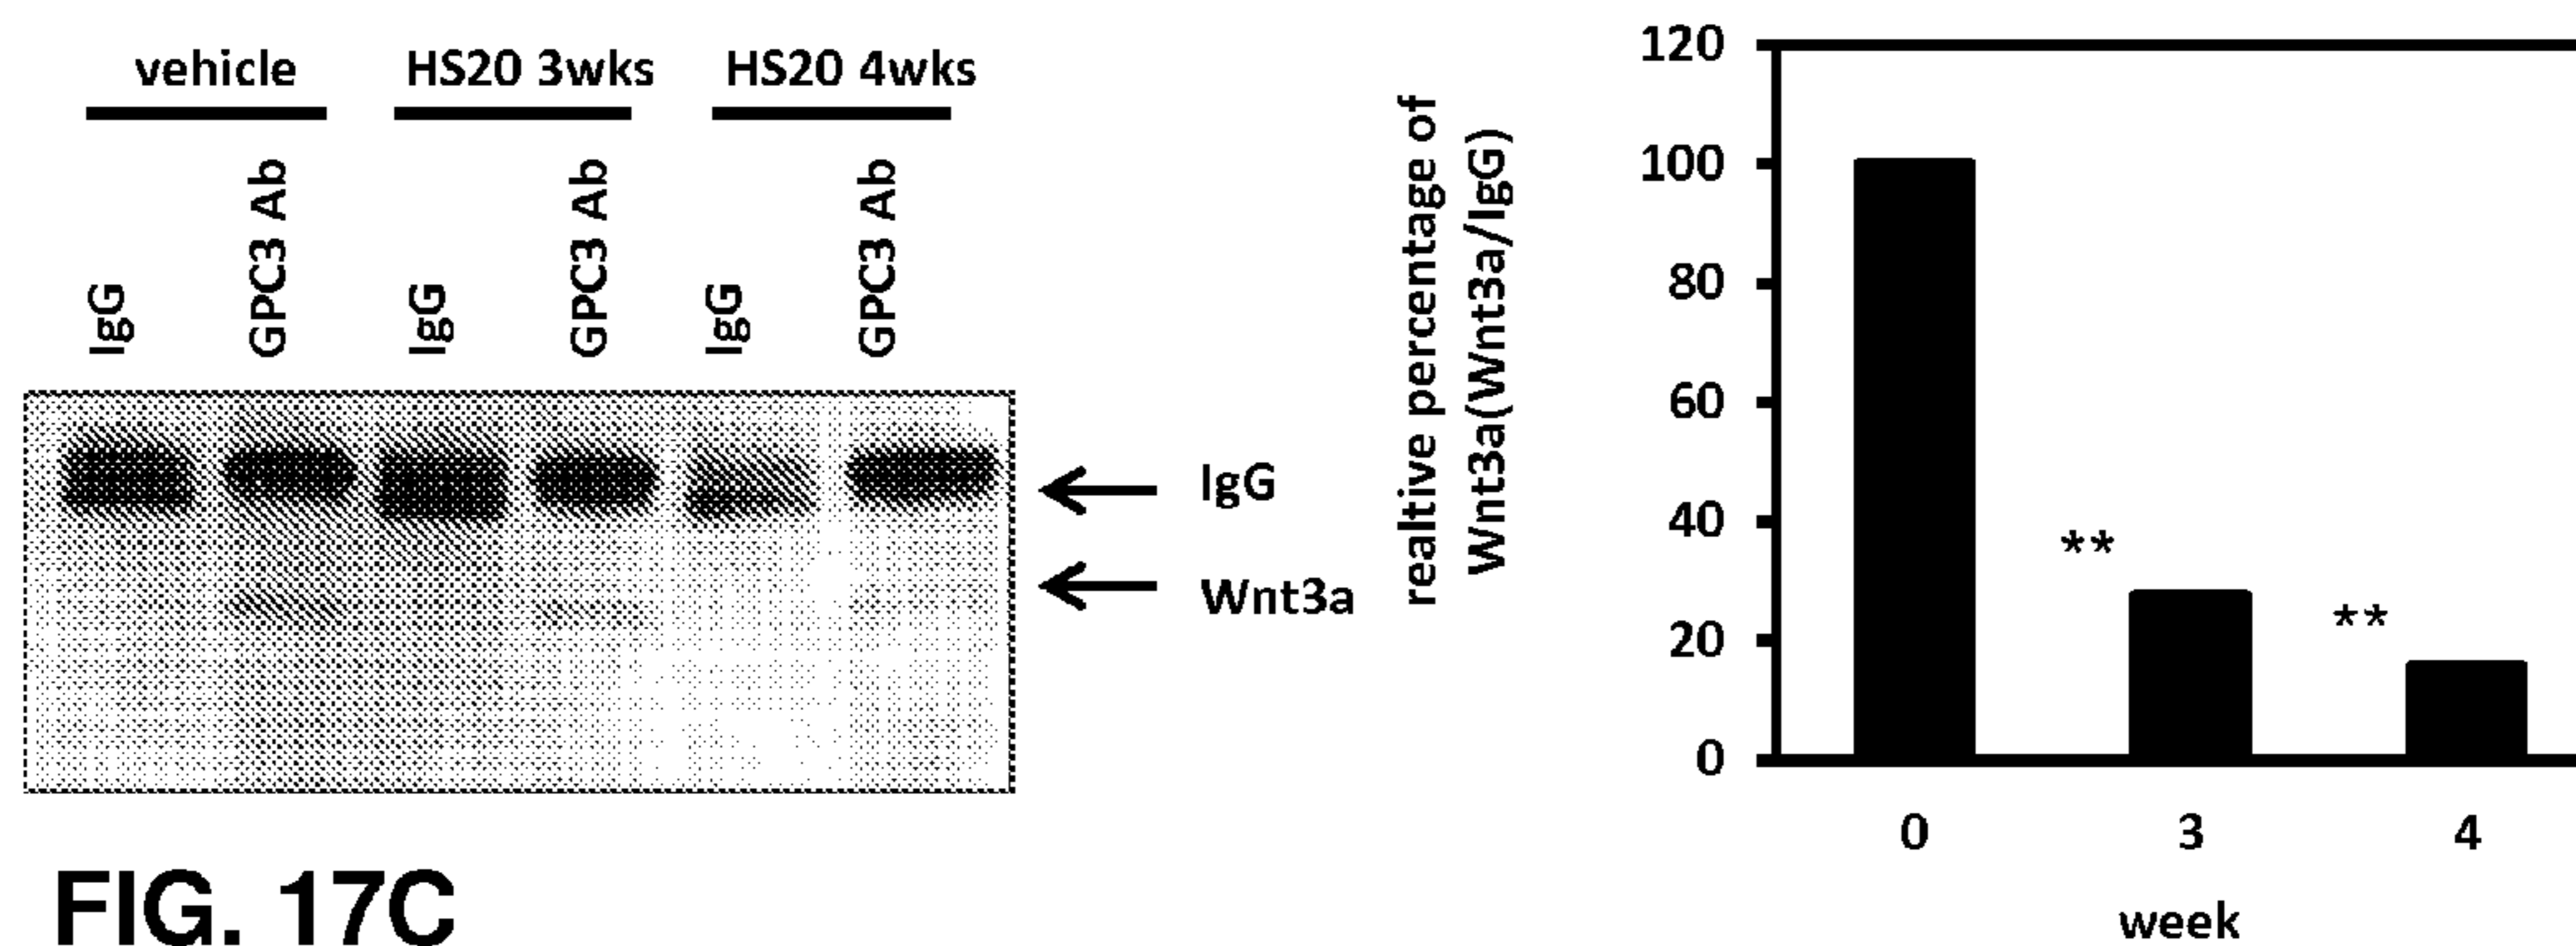 vehicle HS20 3wks HS20 4wks
IgG GPC3 Ab IgG GPC3 Ab IgG GPC3 Ab
IgG
Wnt3a
FIG. 17C
realtive percentage of
Wnt3a(Wnt3a/IgG)
120
100
80
60
40
20
0
**
**
0 3 4
week